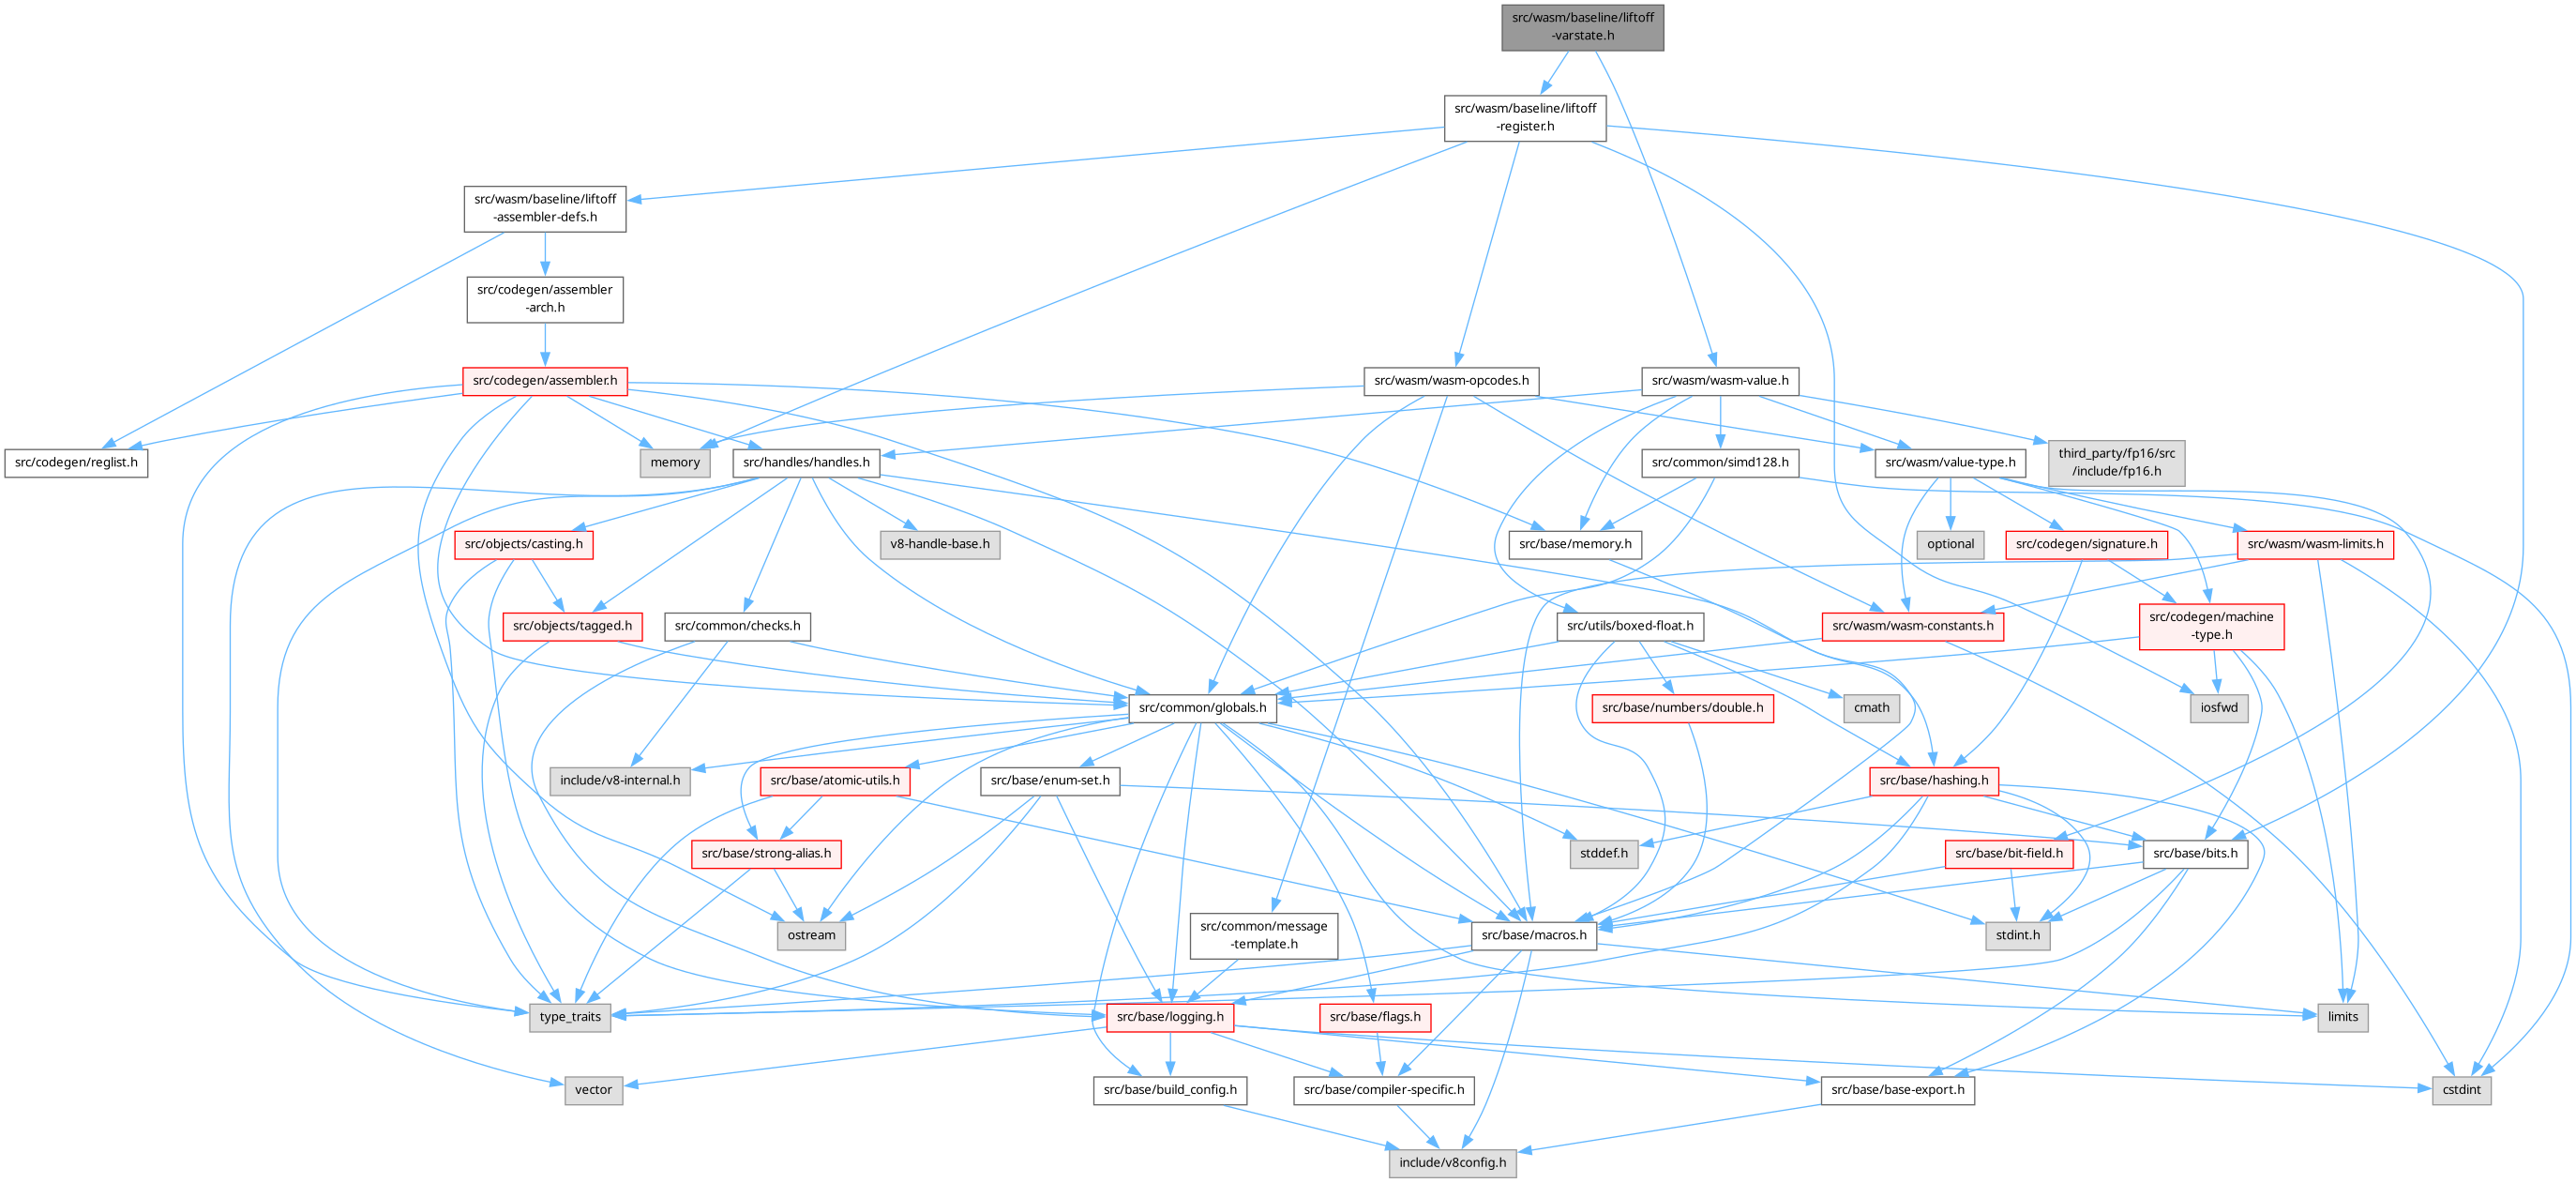 src/wasm/baseline/liftoff
-varstate.h
src/wasm/baseline/liftoff
-register.h
src/wasm/baseline/liftoff
-assembler-defs.h
src/codegen/assembler
-arch.h
src/codegen/assembler.h
src/wasm/wasm-opcodes.h
src/wasm/wasm-value.h
src/codegen/reglist.h
memory
src/handles/handles.h
src/common/simd128.h
src/wasm/value-type.h
third_party/fp16/src
/include/fp16.h
src/objects/casting.h
v8-handle-base.h
src/base/memory.h
optional
src/codegen/signature.h
src/wasm/wasm-limits.h
src/objects/tagged.h
src/common/checks.h
src/utils/boxed-float.h
src/wasm/wasm-constants.h
src/codegen/machine
-type.h
src/common/globals.h
src/base/numbers/double.h
cmath
iosfwd
include/v8-internal.h
src/base/atomic-utils.h
src/base/enum-set.h
src/base/hashing.h
src/base/strong-alias.h
stddef.h
src/base/bit-field.h
src/base/bits.h
ostream
src/common/message
-template.h
src/base/macros.h
stdint.h
type_traits
src/base/logging.h
src/base/flags.h
limits
vector
src/base/build_config.h
src/base/compiler-specific.h
src/base/base-export.h
cstdint
include/v8config.h